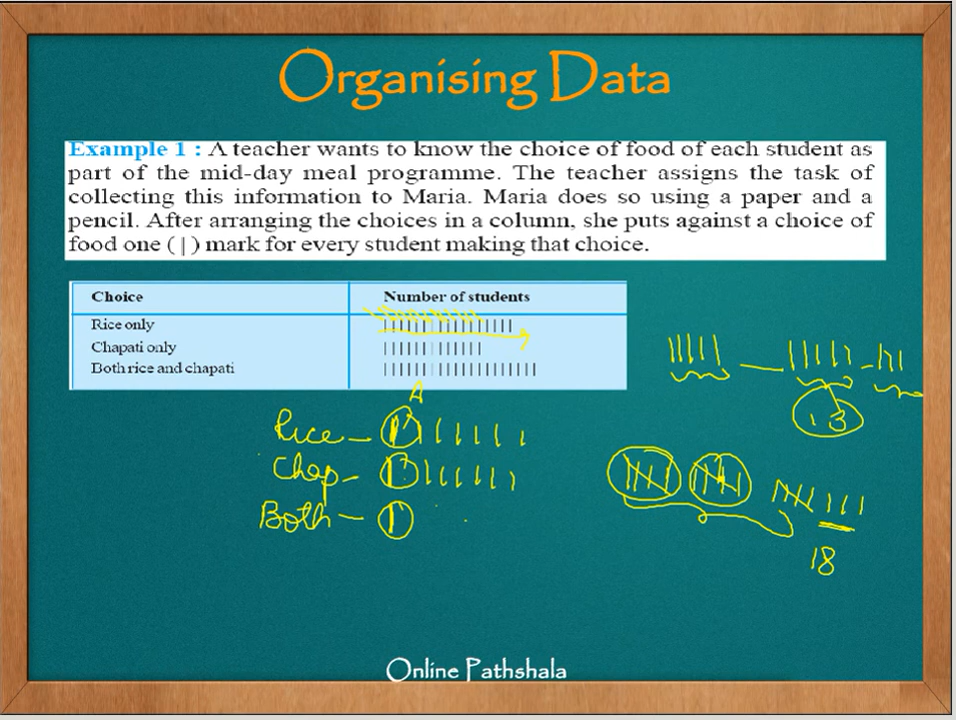 Organising Data
Example 1 : A teacher wants to know the choice of food of each student as
part of the mid-day meal programme. The teacher assigns the task of
collecting this information to Maria. Maria does so using a paper and a
pencil. After arranging the choices in a column, she puts against a choice of
food one ( | ) mark for every student making that choice.
Choice Number of students
Rice only
Chapati only
Both rice and chapati
A
Rice –
Chap –
Both –
13
18
Online Pathshala